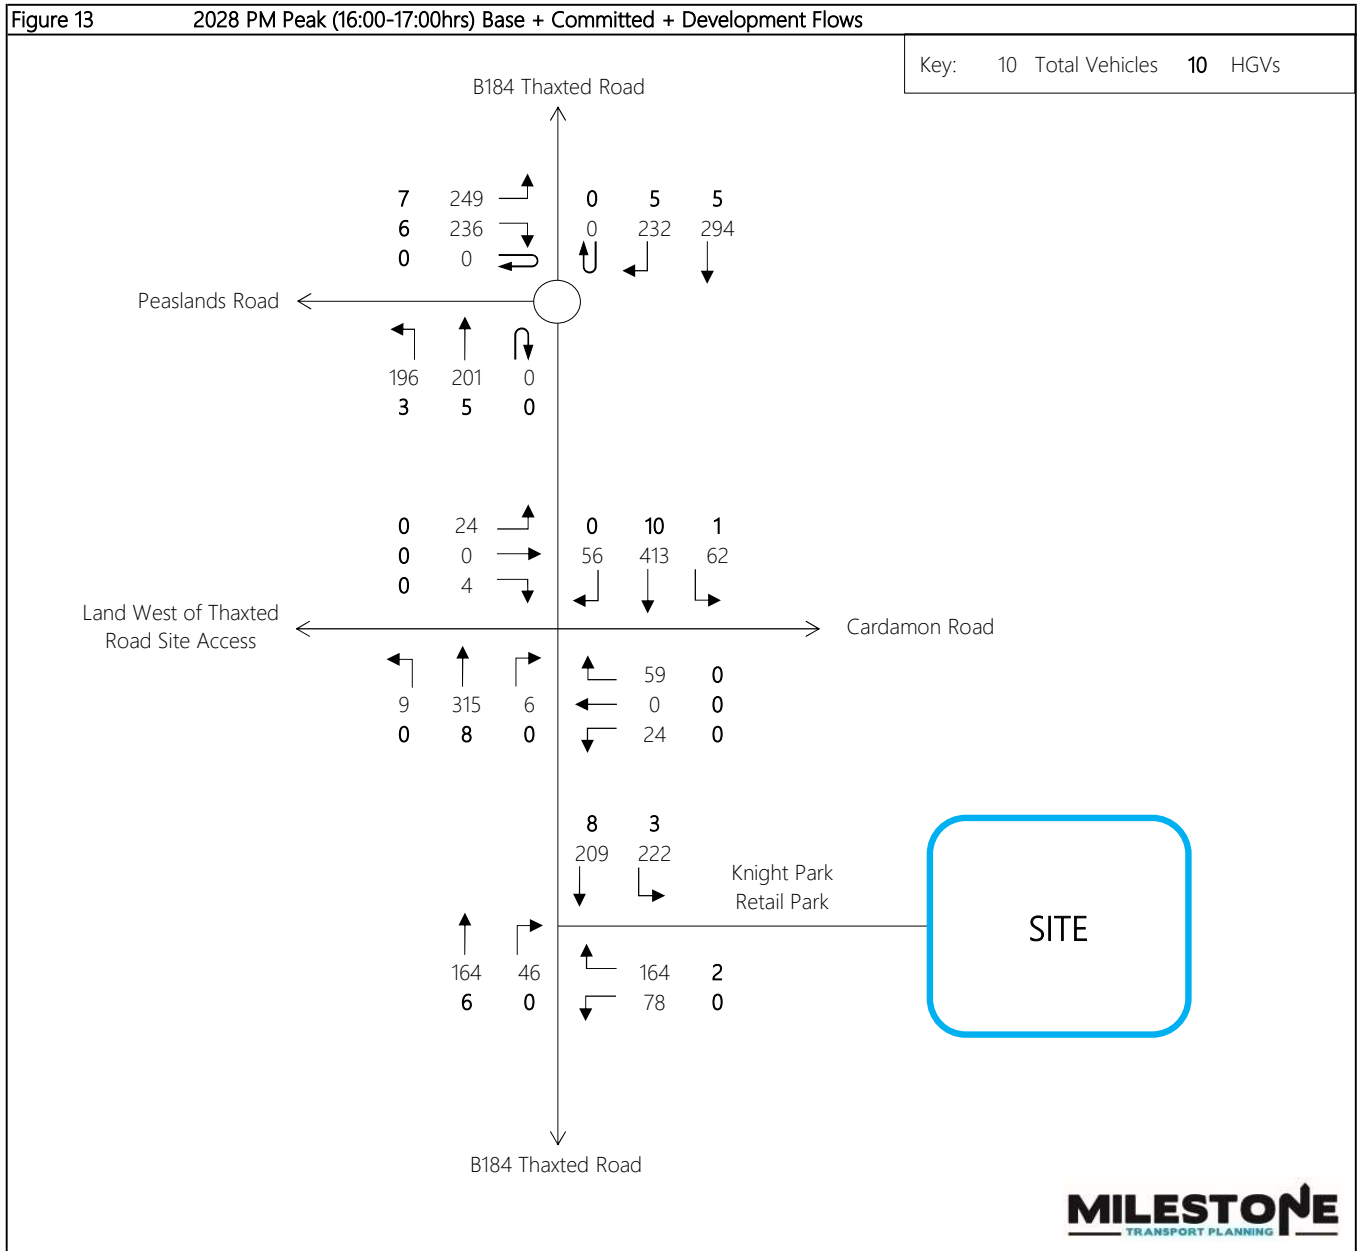 Figure 13 2028 PM Peak (16:00-17:00hrs) Base + Committed + Development Flows
Key: 10 Total Vehicles 10 HGVs
B184 Thaxted Road
7 249 0 5 5
6 236 0 232 294
0 0
Peaslands Road
196 201 0
3 5 0
0 24 0 10 1
0 0 56 413 62
0 4
Land West of Thaxted
Road Site Access
Cardamon Road
59 0
9 315 6 0 0
0 8 0 24 0
8 3
209 222
Knight Park
Retail Park
SITE
164 46 164 2
6 0 78 0
B184 Thaxted Road
MILESTONE
TRANSPORT PLANNING